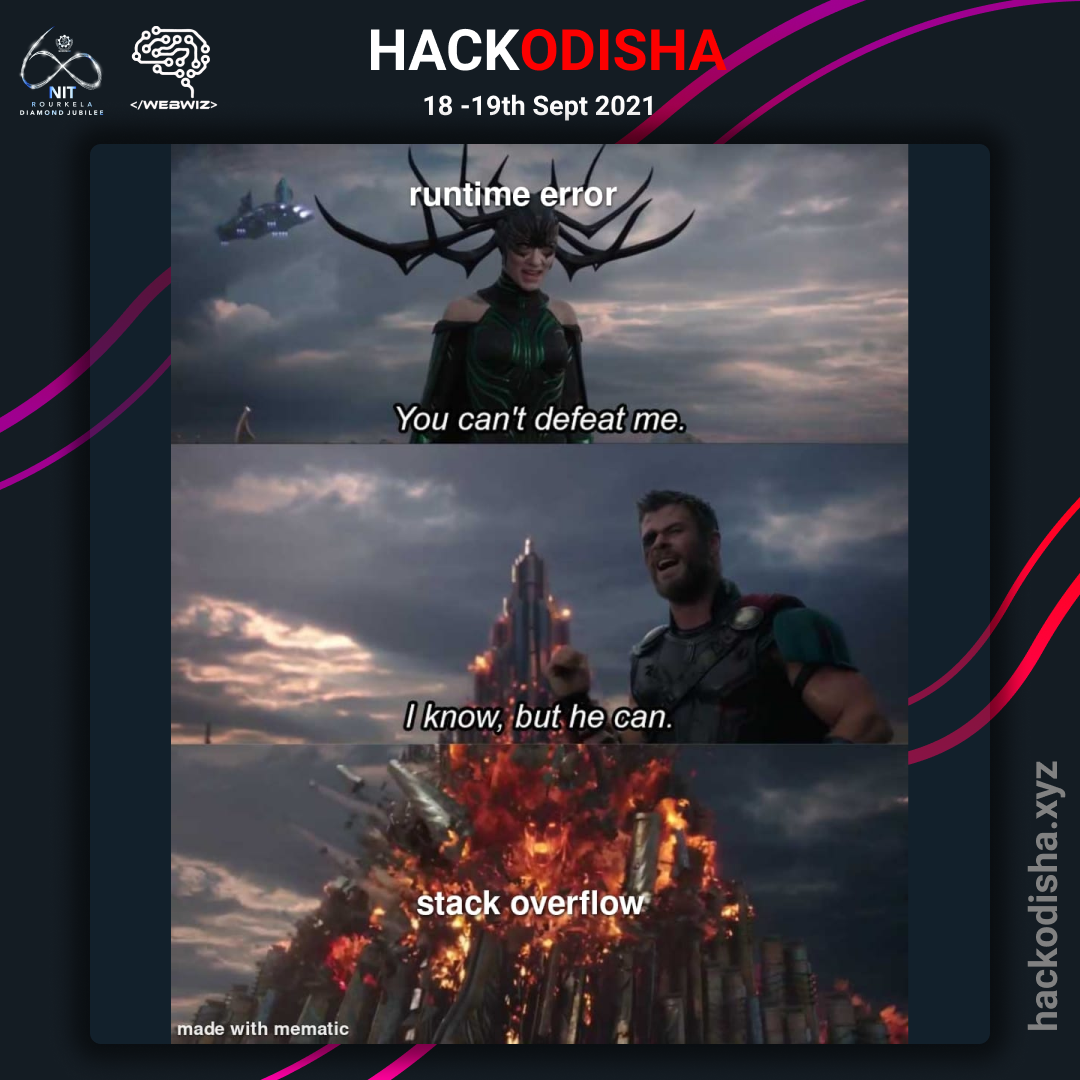 NIT
ROURKELA
DIAMOND JUBILEE
</WEBWIZ>
HACKODISHA
18 -19th Sept 2021
runtime error
You can't defeat me.
I know, but he can.
stack overflow
made with mematic
hackodisha.xyz